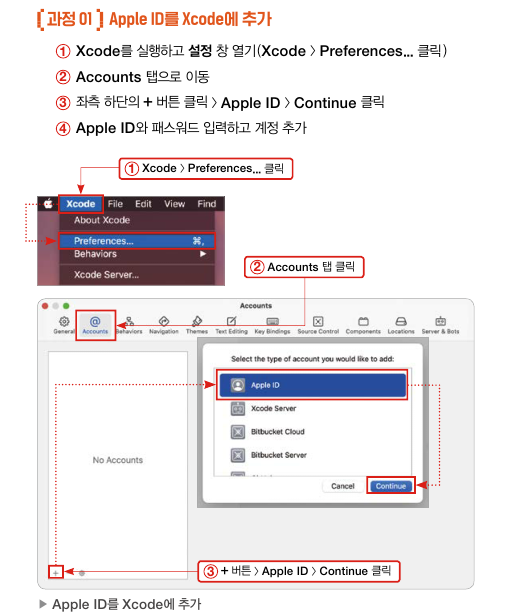 과정 01 Apple ID를 Xcode에 추가
① Xcode를 실행하고 설정 창 열기(Xcode 〉 Preferences... 클릭)
② Accounts 탭으로 이동
③ 좌측 하단의 + 버튼 클릭 〉 Apple ID 〉 Continue 클릭
④ Apple ID와 패스워드 입력하고 계정 추가
① Xcode 〉 Preferences... 클릭
Xcode File Edit View Find
About Xcode
Preferences... ⌘,
Behaviors ▶
Xcode Server...
② Accounts 탭 클릭
Accounts
General Accounts Behaviors Navigation Themes Text Editing Key Bindings Source Control Components Locations Server & Bots
Select the type of account you would like to add:
Apple ID
Xcode Server
Bitbucket Cloud
Bitbucket Server
No Accounts
Cancel Continue
+
③ + 버튼 〉 Apple ID 〉 Continue 클릭
▶ Apple ID를 Xcode에 추가